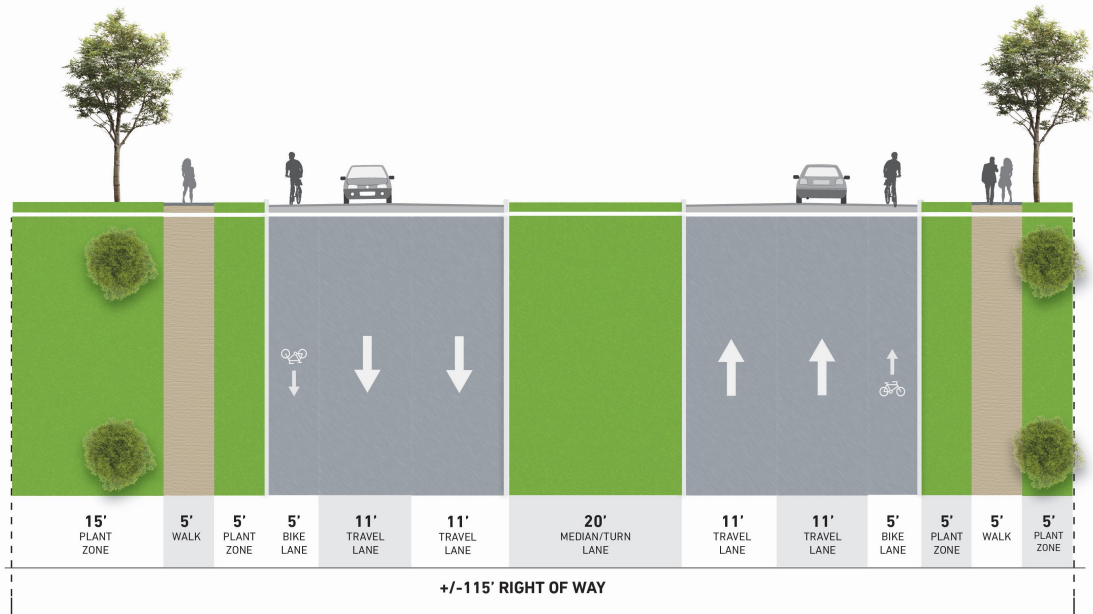 15’
PLANT
ZONE
5’
WALK
5’
PLANT
ZONE
5’
BIKE
LANE
11’
TRAVEL
LANE
11’
TRAVEL
LANE
20’
MEDIAN/TURN
LANE
11’
TRAVEL
LANE
11’
TRAVEL
LANE
5’
BIKE
LANE
5’
PLANT
ZONE
5’
WALK
5’
PLANT
ZONE
+/-115’ RIGHT OF WAY